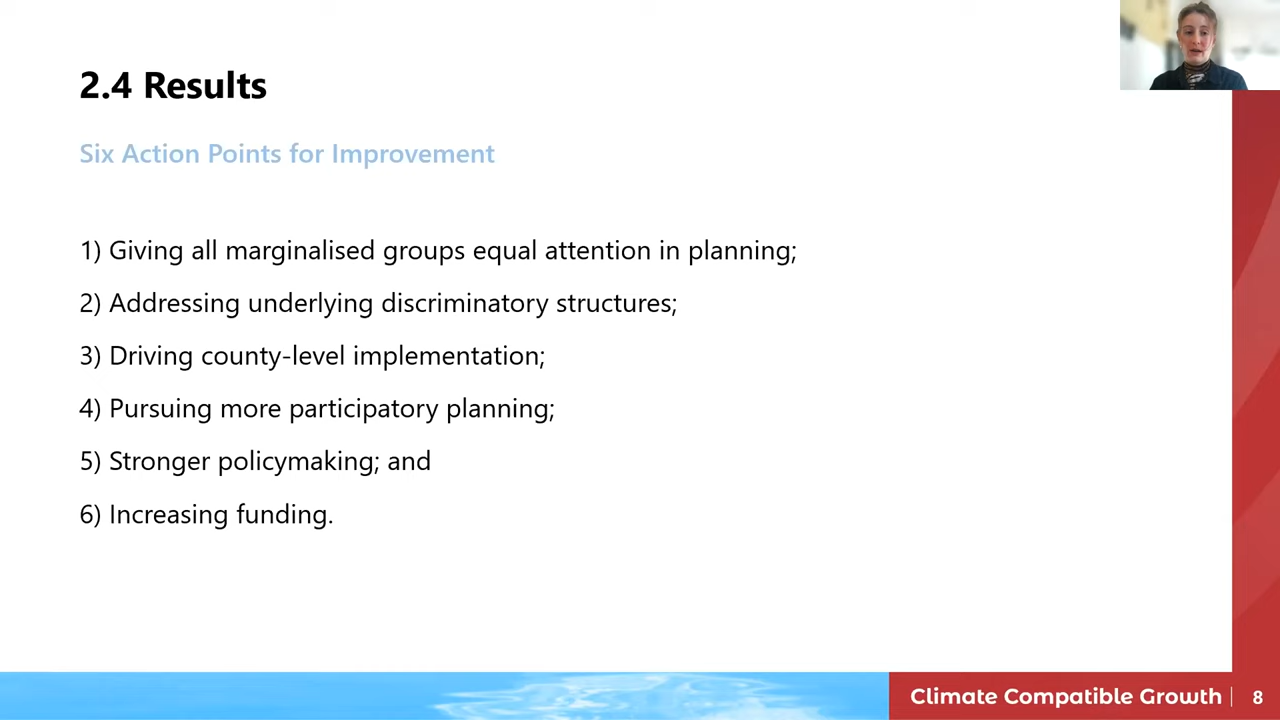 2.4 Results
Six Action Points for Improvement
1) Giving all marginalised groups equal attention in planning;
2) Addressing underlying discriminatory structures;
3) Driving county-level implementation;
4) Pursuing more participatory planning;
5) Stronger policymaking; and
6) Increasing funding.
Climate Compatible Growth | 8